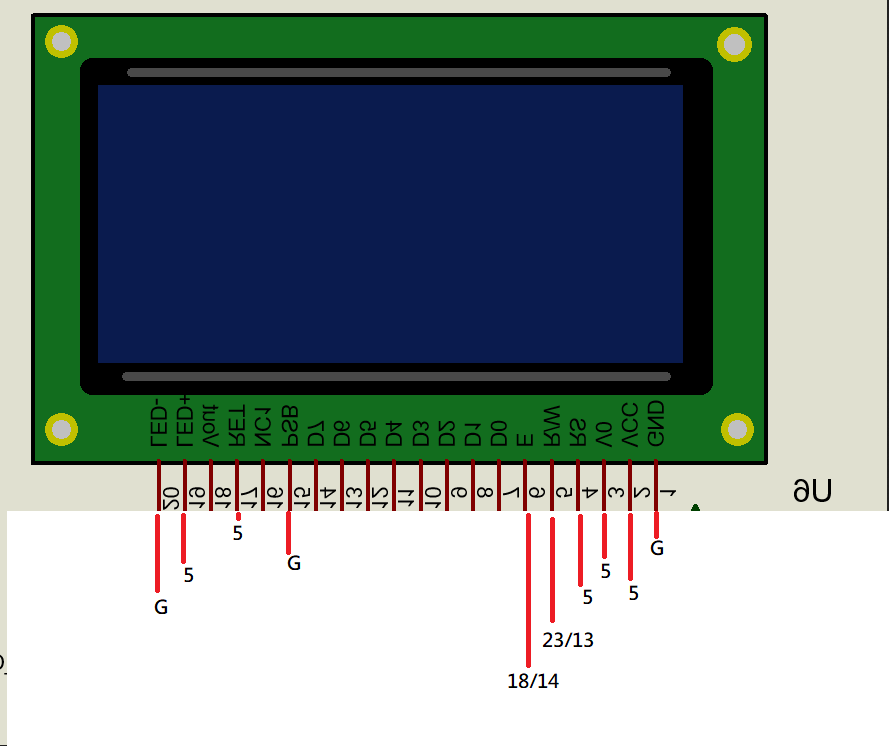 LED-
LED+
Vout
RET
NC1
PSB
D7
D6
D5
D4
D3
D2
D1
D0
E
RW
RS
V0
VCC
GND
20
19
18
17
16
15
14
13
12
11
10
9
8
7
6
5
4
3
2
1
U6
5
G
G
5
5
5
5
G
23/13
18/14